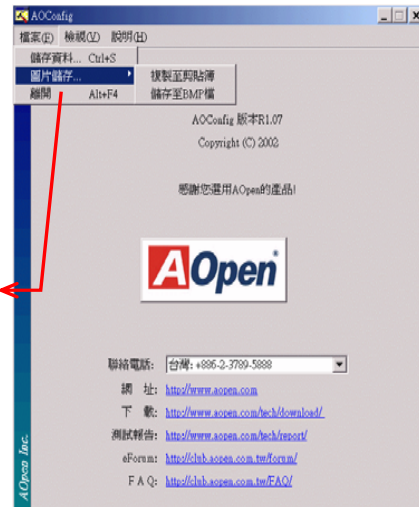 AOConfig
檔案(F) 檢視(V) 說明(H)
儲存資料... Ctrl+S
圖片儲存...
複製至剪貼簿
離開 Alt+F4
儲存至BMP檔
AOConfig 版本R1.07
Copyright (C) 2002
感謝您選用AOpen的產品!
AOpen
聯絡電話: 台灣: +886-2-3789-5888
網 址: http://www.aopen.com
下 載: http://www.aopen.com/tech/download/
測試報告: http://www.aopen.com/tech/report/
eForum: http://club.aopen.com.tw/forum/
F A Q: http://club.aopen.com.tw/FAQ/
AOpen Inc.